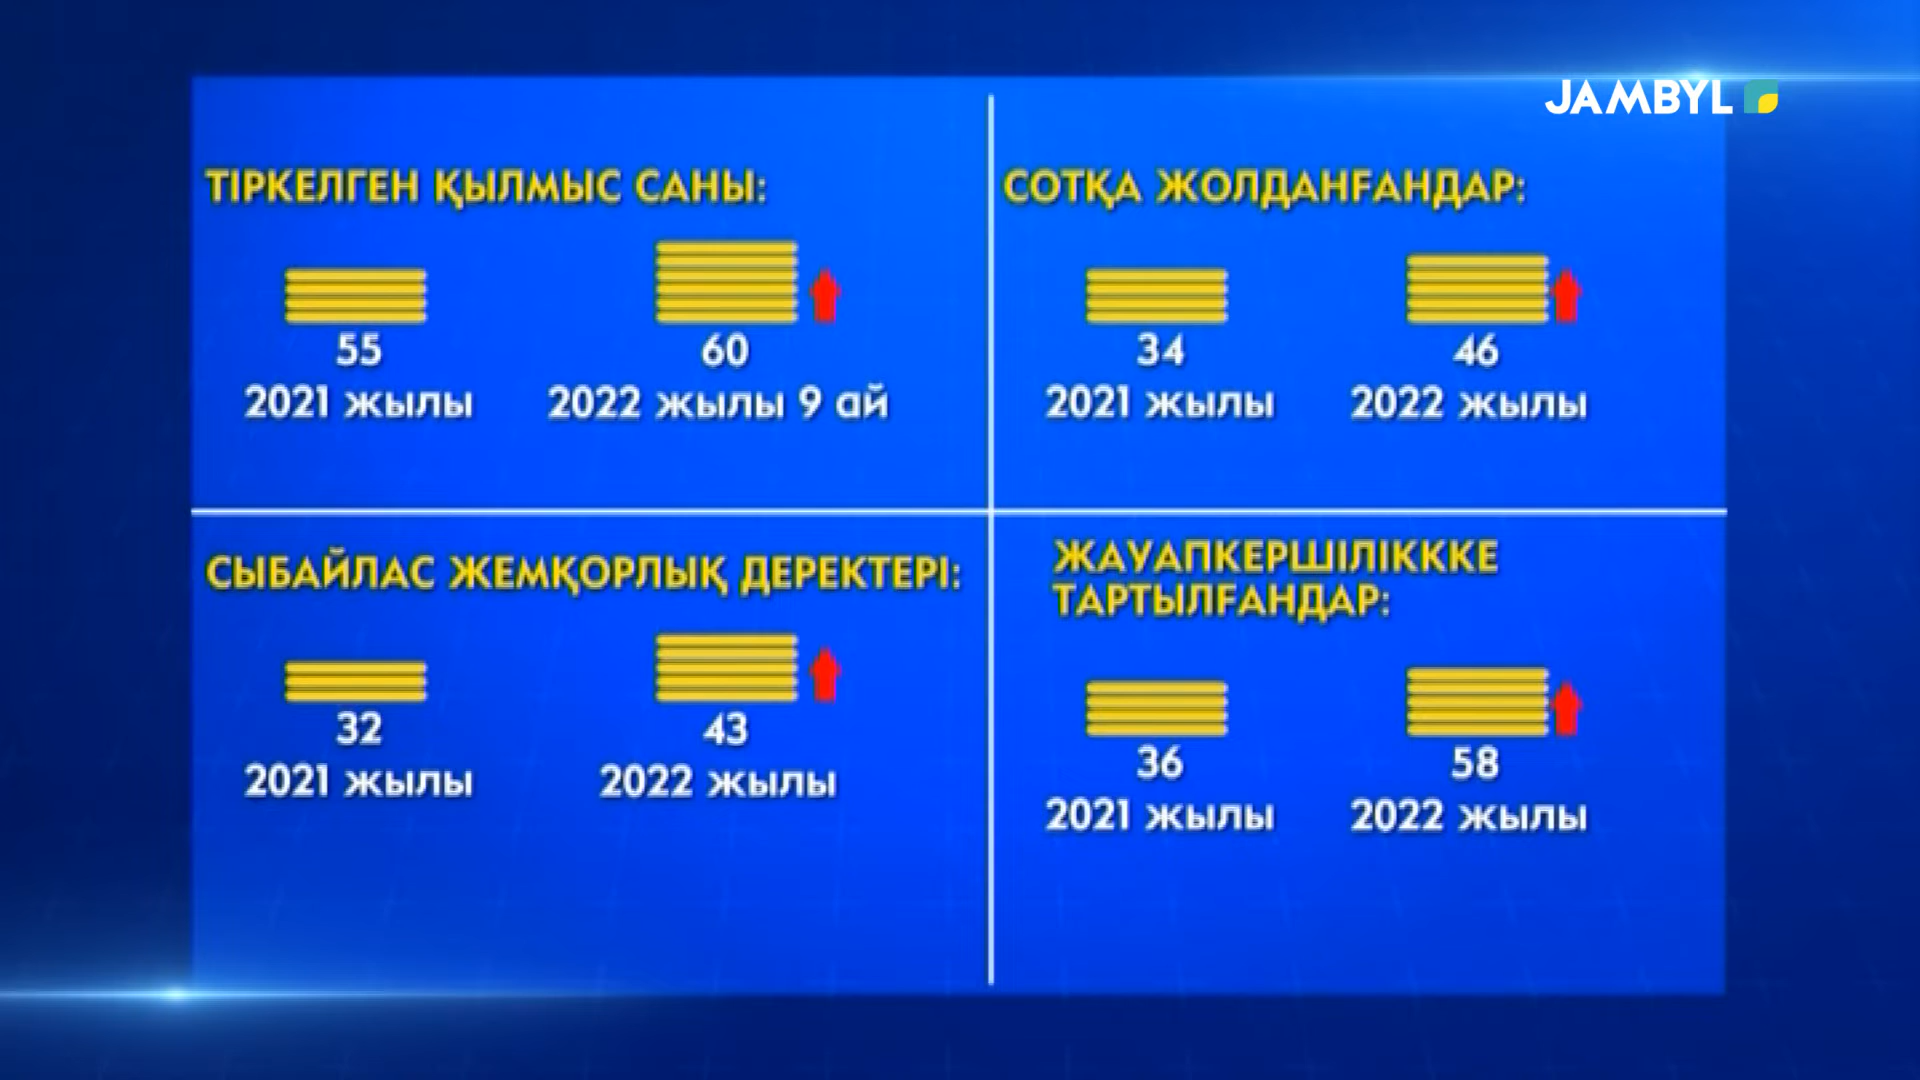 JAMBYL
ТІРКЕЛГЕН ҚЫЛМЫС САНЫ:
55
60
2021 жылы
2022 жылы 9 ай
СОТҚА ЖОЛДАНҒАНДАР:
34
46
2021 жылы
2022 жылы
СЫБАЙЛАС ЖЕМҚОРЛЫҚ ДЕРЕКТЕРІ:
32
43
2021 жылы
2022 жылы
ЖАУАПКЕРШІЛІКККЕ
ТАРТЫЛҒАНДАР:
36
58
2021 жылы
2022 жылы